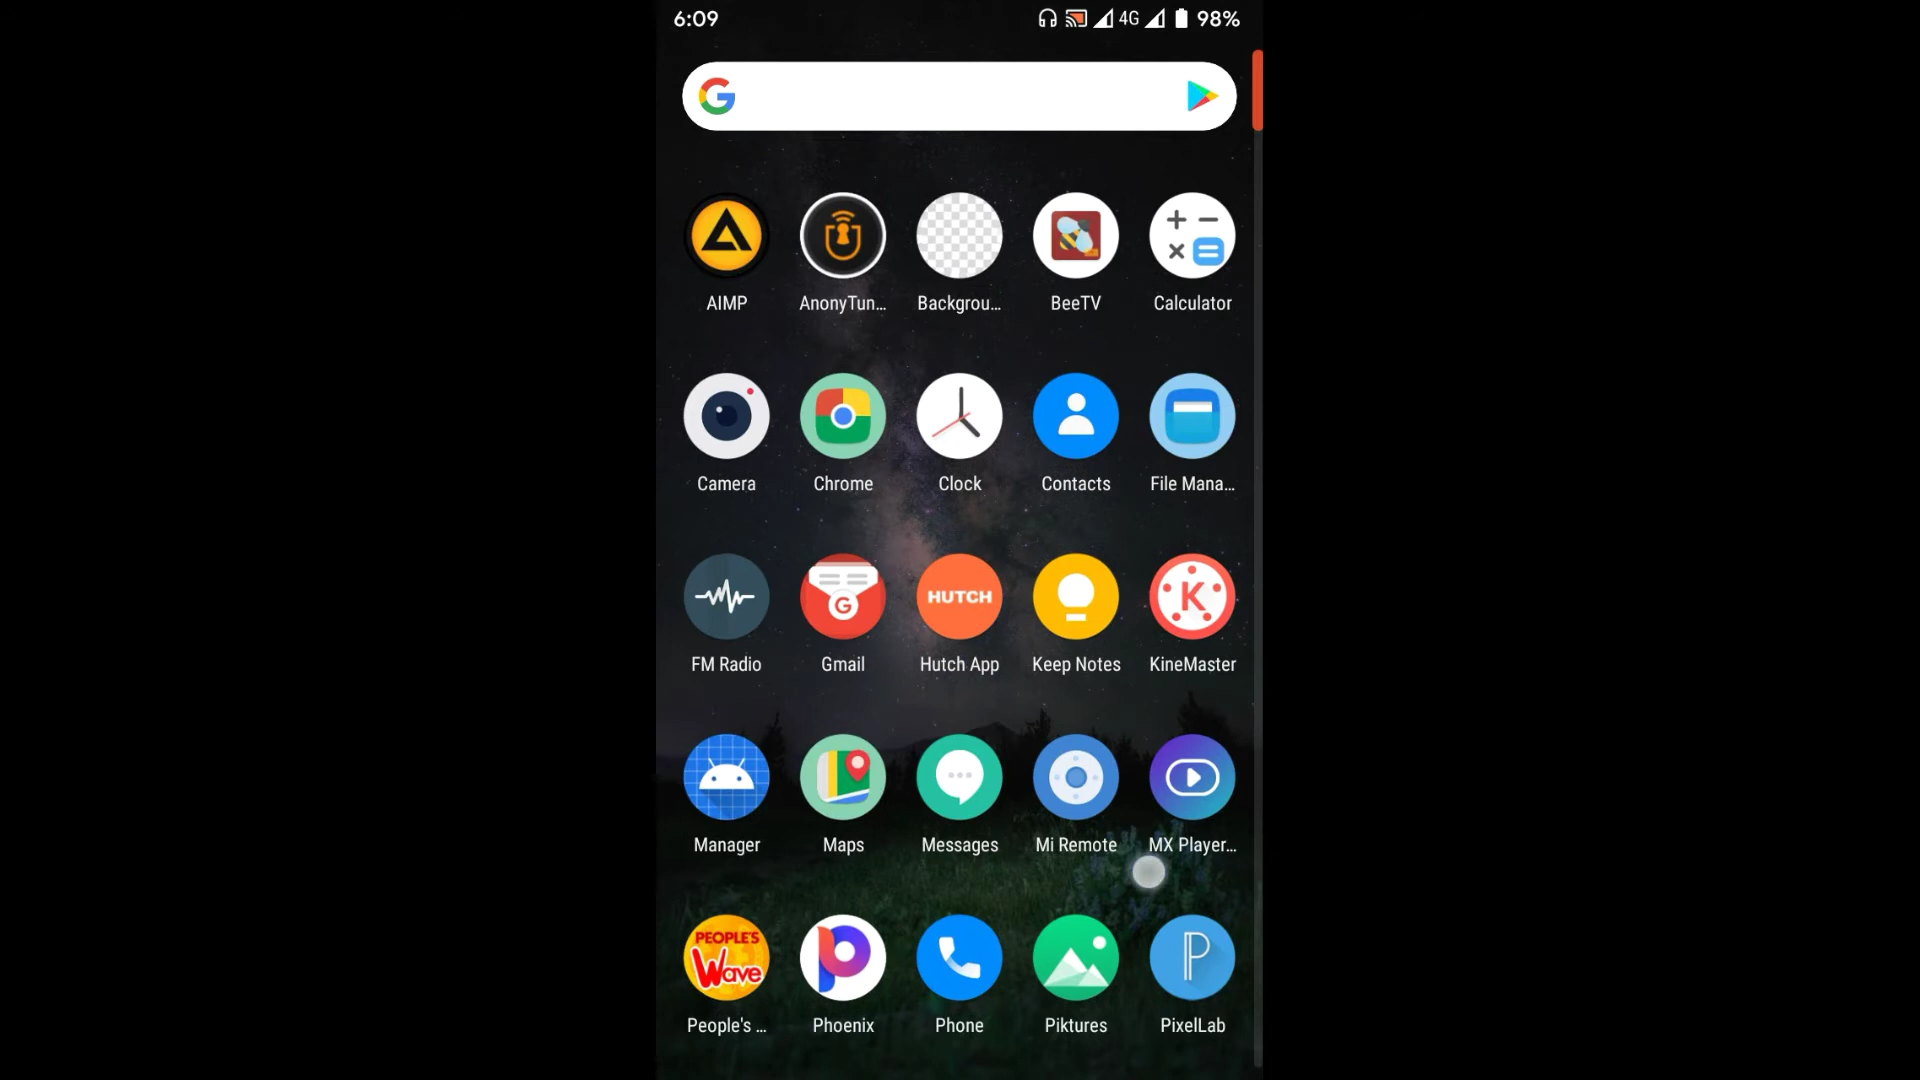 6:09 4G 98%
AIMP AnonyTun... Backgrou... BeeTV Calculator
Camera Chrome Clock Contacts File Mana...
HUTCH
FM Radio Gmail Hutch App Keep Notes KineMaster
Manager Maps Messages Mi Remote MX Player...
PEOPLE'S
Wave
People's ... Phoenix Phone Piktures PixelLab